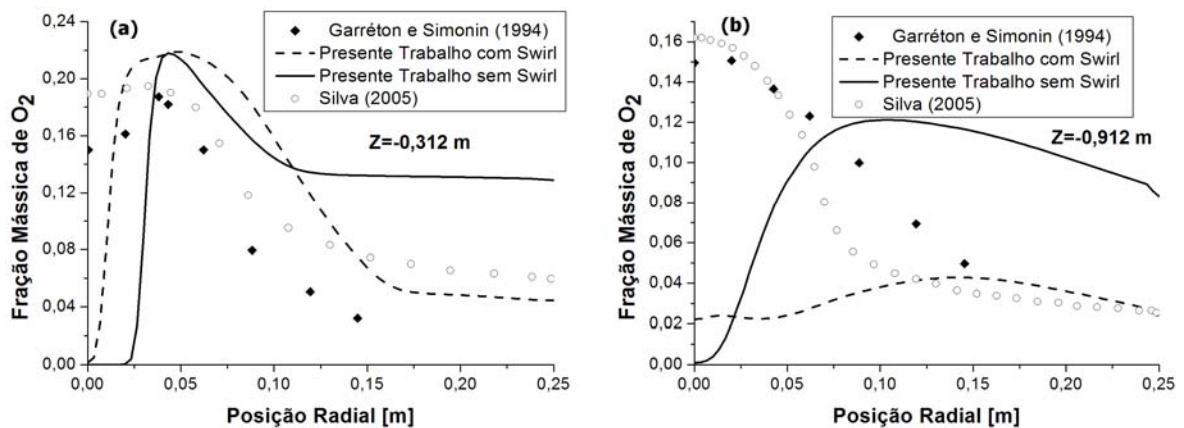 (a)
Garréton e Simonin (1994)
Presente Trabalho com Swirl
Presente Trabalho sem Swirl
Silva (2005)
Z=-0,312 m
Fração Mássica de O2
0,24
0,20
0,16
0,12
0,08
0,04
0,00
0,00 0,05 0,10 0,15 0,20 0,25
Posição Radial [m]
(b)
Garréton e Simonin (1994)
Presente Trabalho com Swirl
Presente Trabalho sem Swirl
Silva (2005)
Z=-0,912 m
Fração Mássica de O2
0,16
0,14
0,12
0,10
0,08
0,06
0,04
0,02
0,00
0,00 0,05 0,10 0,15 0,20 0,25
Posição Radial [m]